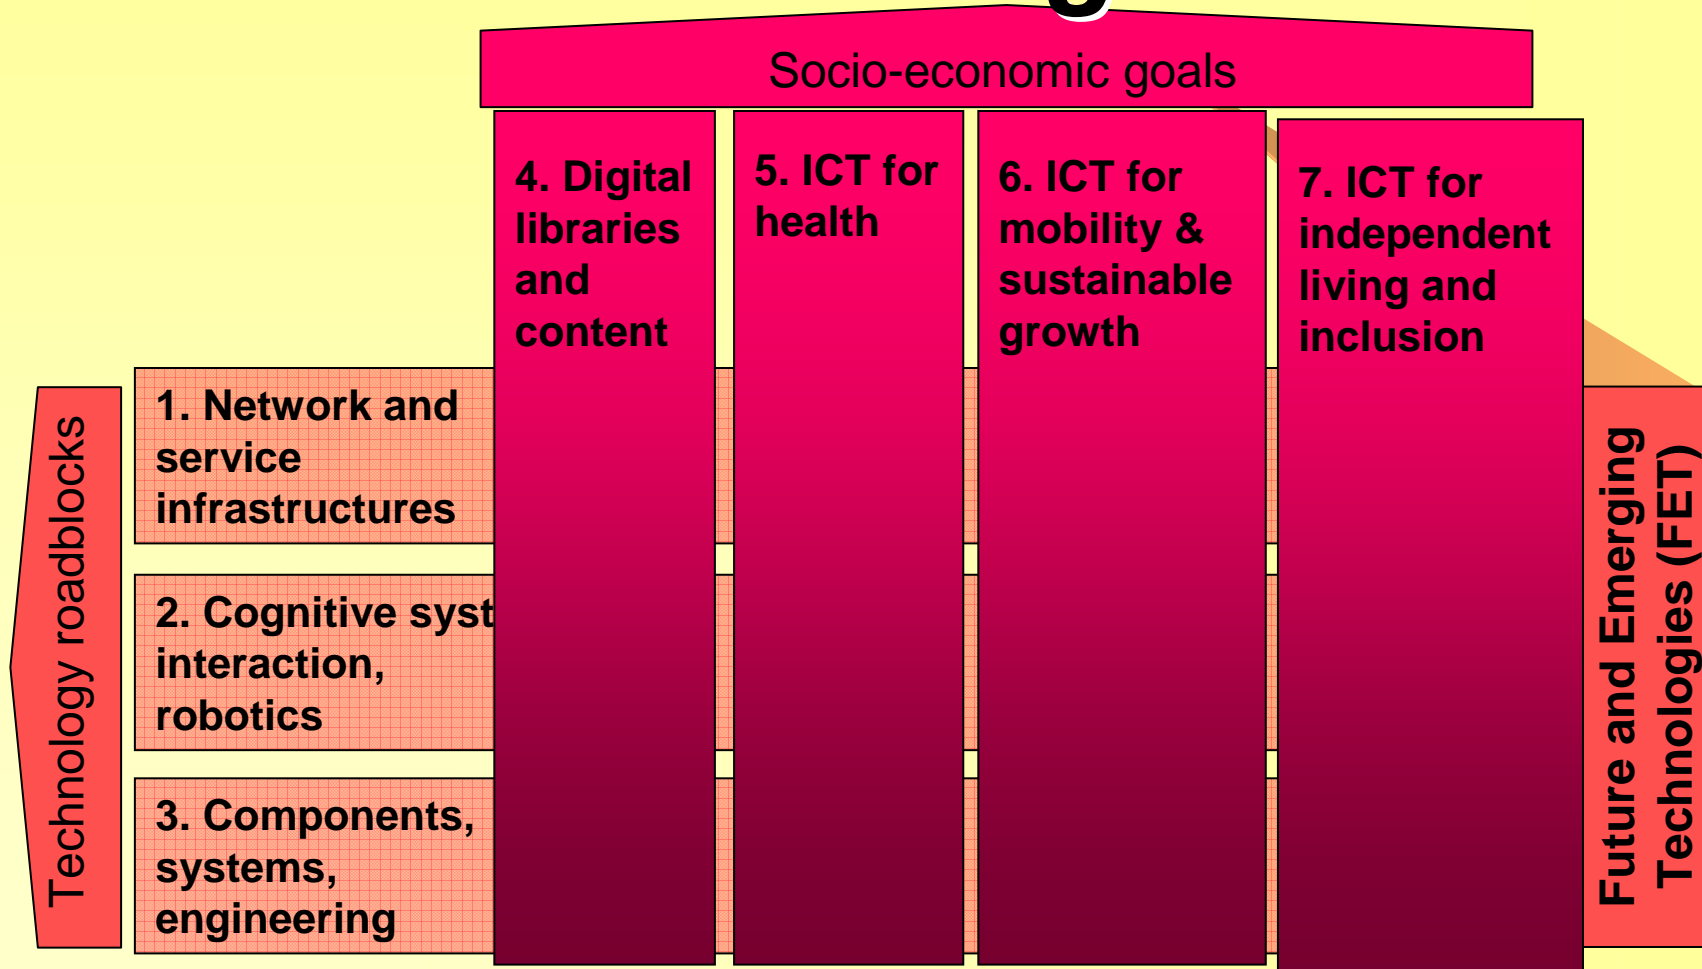 Socio-economic goals
4. Digital
libraries
and
content
5. ICT for
health
6. ICT for
mobility &
sustainable
growth
7. ICT for
independent
living and
inclusion
Technology roadblocks
1. Network and
service
infrastructures
2. Cognitive syst
interaction,
robotics
3. Components,
systems,
engineering
Future and Emerging
Technologies (FET)